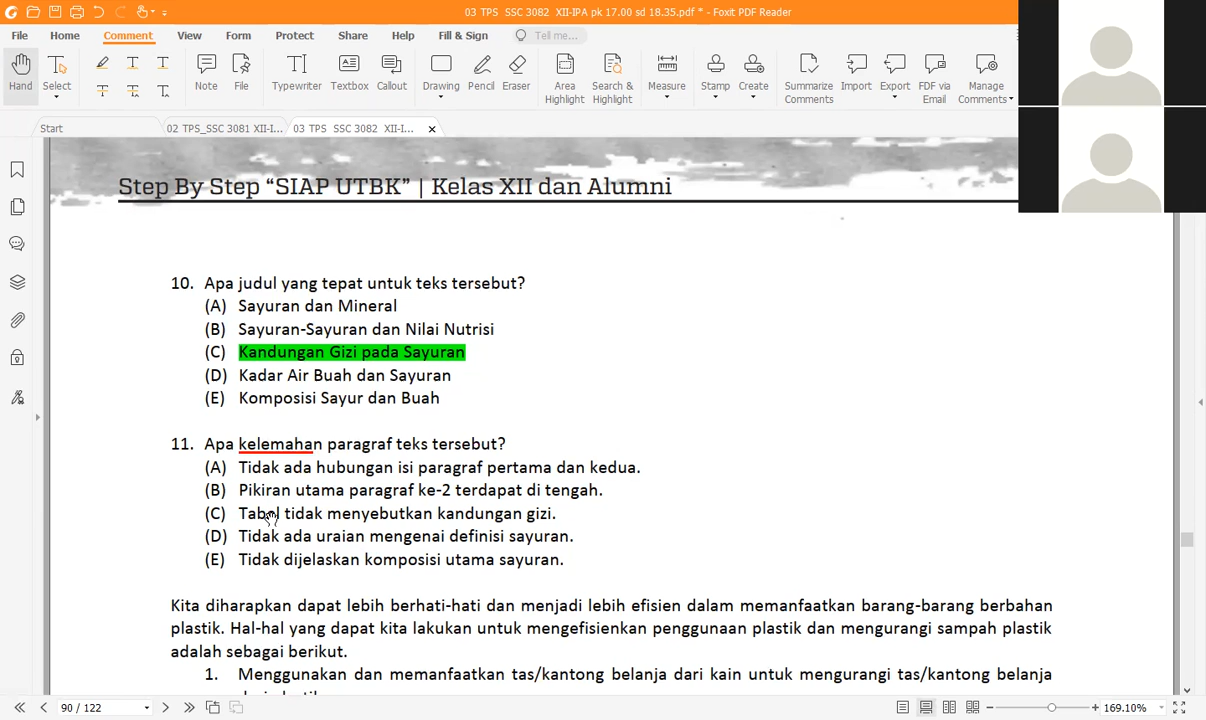 03 TPS SSC 3082 XII-IPA pk 17.00 sd 18.35.pdf * - Foxit PDF Reader
File Home Comment View Form Protect Share Help Fill & Sign Tell me...
Hand Select Note File Typewriter Textbox Callout Drawing Pencil Eraser Area Highlight Search & Highlight Measure Stamp Create Summarize Comments Import Export FDF via Email Manage Comments
Start 02 TPS_SSC 3081 XII-I... 03 TPS SSC 3082 XII-I...
Step By Step “SIAP UTBK” | Kelas XII dan Alumni
10. Apa judul yang tepat untuk teks tersebut?
(A) Sayuran dan Mineral
(B) Sayuran-Sayuran dan Nilai Nutrisi
(C) Kandungan Gizi pada Sayuran
(D) Kadar Air Buah dan Sayuran
(E) Komposisi Sayur dan Buah
11. Apa kelemahan paragraf teks tersebut?
(A) Tidak ada hubungan isi paragraf pertama dan kedua.
(B) Pikiran utama paragraf ke-2 terdapat di tengah.
(C) Tabel tidak menyebutkan kandungan gizi.
(D) Tidak ada uraian mengenai definisi sayuran.
(E) Tidak dijelaskan komposisi utama sayuran.
Kita diharapkan dapat lebih berhati-hati dan menjadi lebih efisien dalam memanfaatkan barang-barang berbahan
plastik. Hal-hal yang dapat kita lakukan untuk mengefisienkan penggunaan plastik dan mengurangi sampah plastik
adalah sebagai berikut.
1. Menggunakan dan memanfaatkan tas/kantong belanja dari kain untuk mengurangi tas/kantong belanja
90 / 122 169.10%